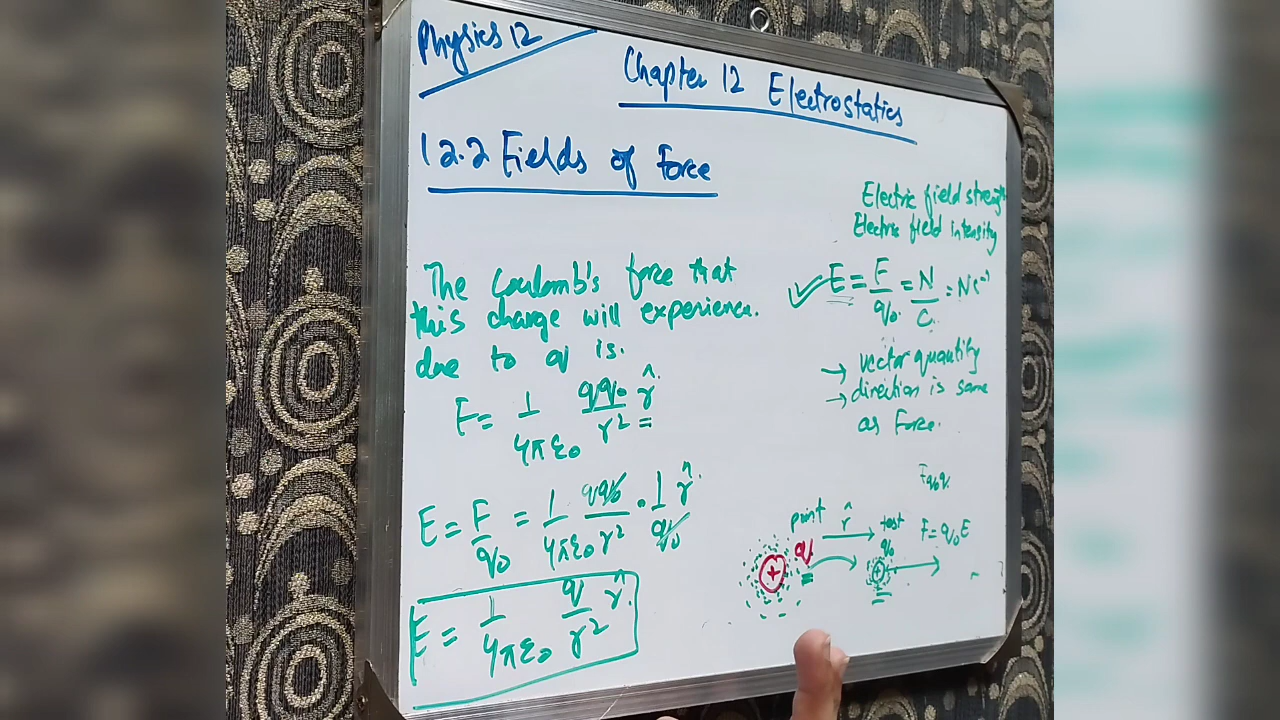 Physics 12
Chapter 12 Electrostatics
12.2 Fields of Force
Electric field strength
Electric field intensity
E = F/q₀ = N/C = NC⁻¹
→ vector quantity
→ direction is same
as Force.
The Coulomb's force that
this charge will experience.
due to q is.
F = 1/4πε₀ qq₀/r² r̂
E = F/q₀ = 1/4πε₀ qq₀/r² · 1/q₀ r̂
E = 1/4πε₀ q/r² r̂
point r̂ test
q q₀ F = q₀E
+ +